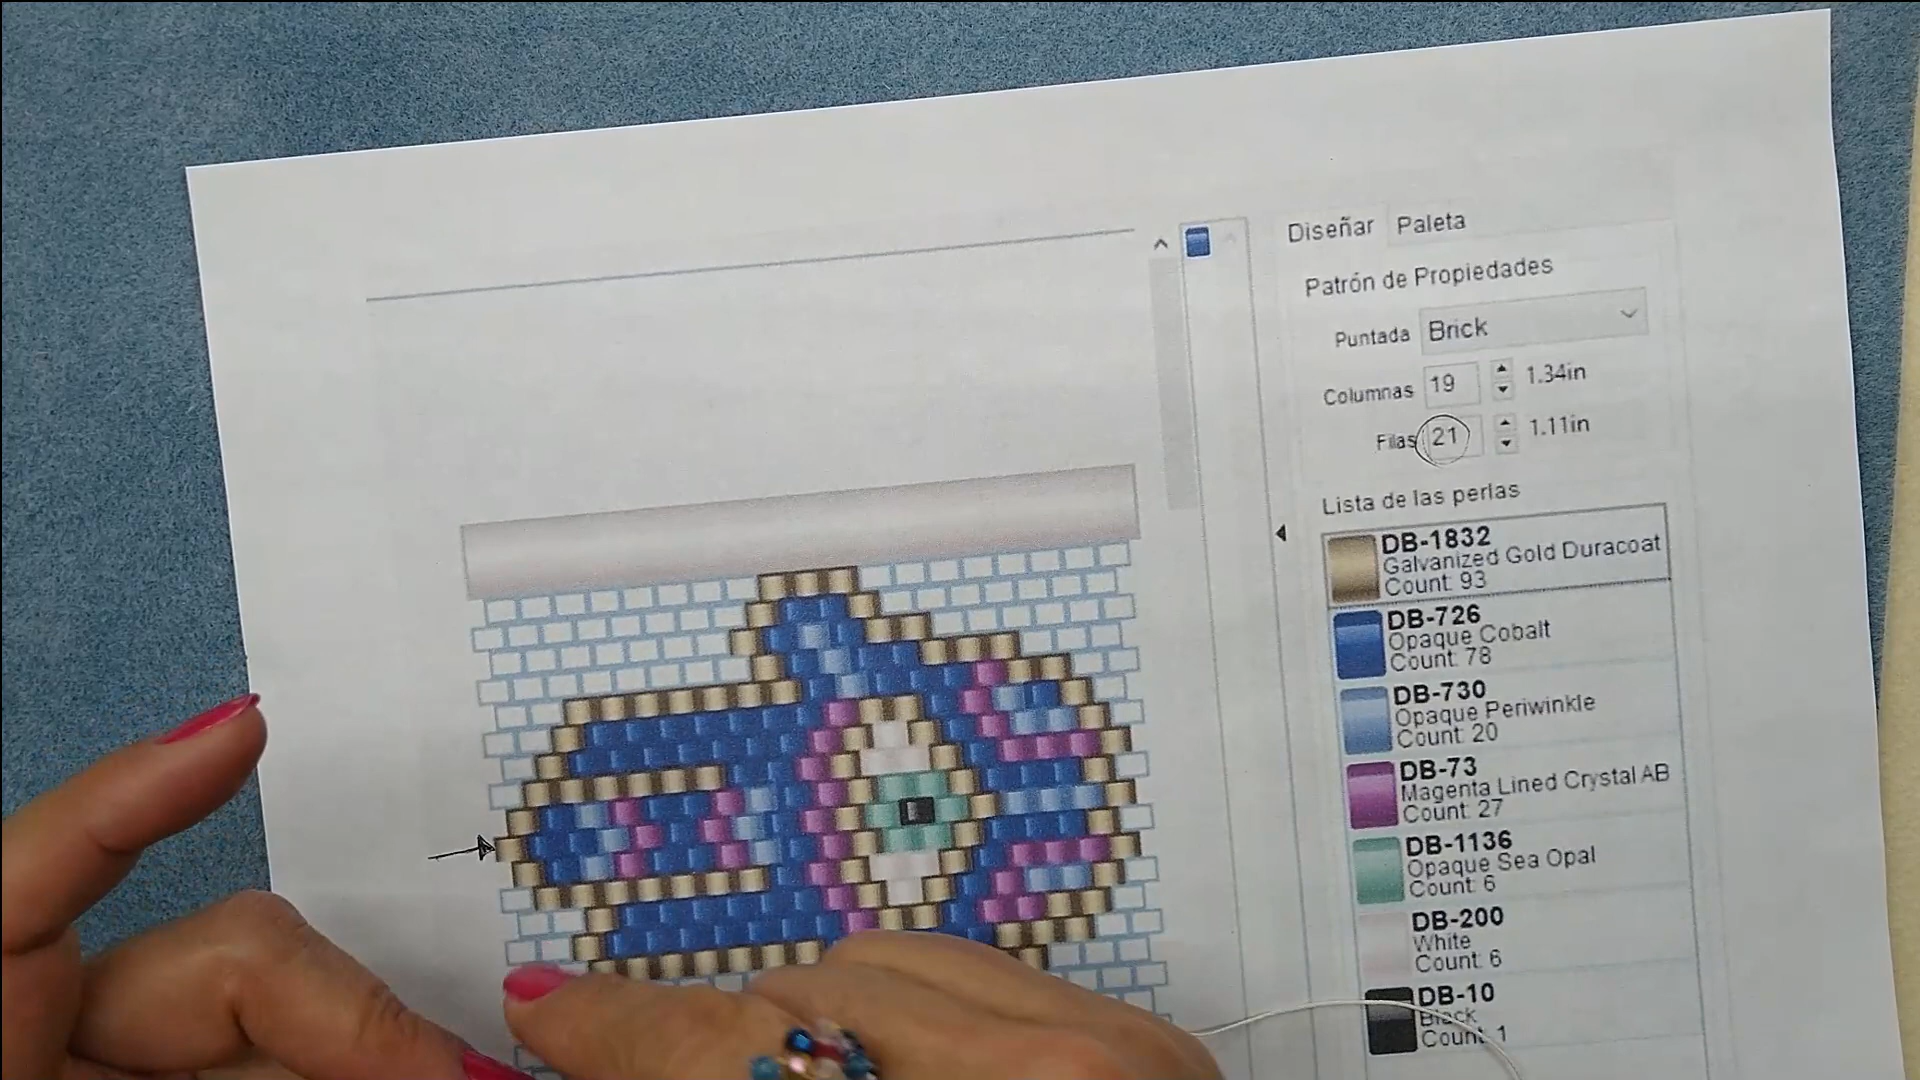 Diseñar Paleta
Patrón de Propiedades
Puntada Brick
Columnas 19 1.34in
Filas 21 1.11in
Lista de las perlas
DB-1832
Galvanized Gold Duracoat
Count: 93
DB-726
Opaque Cobalt
Count: 78
DB-730
Opaque Periwinkle
Count: 20
DB-73
Magenta Lined Crystal AB
Count: 27
DB-1136
Opaque Sea Opal
Count: 6
DB-200
White
Count: 6
DB-10
Black
Count: 1